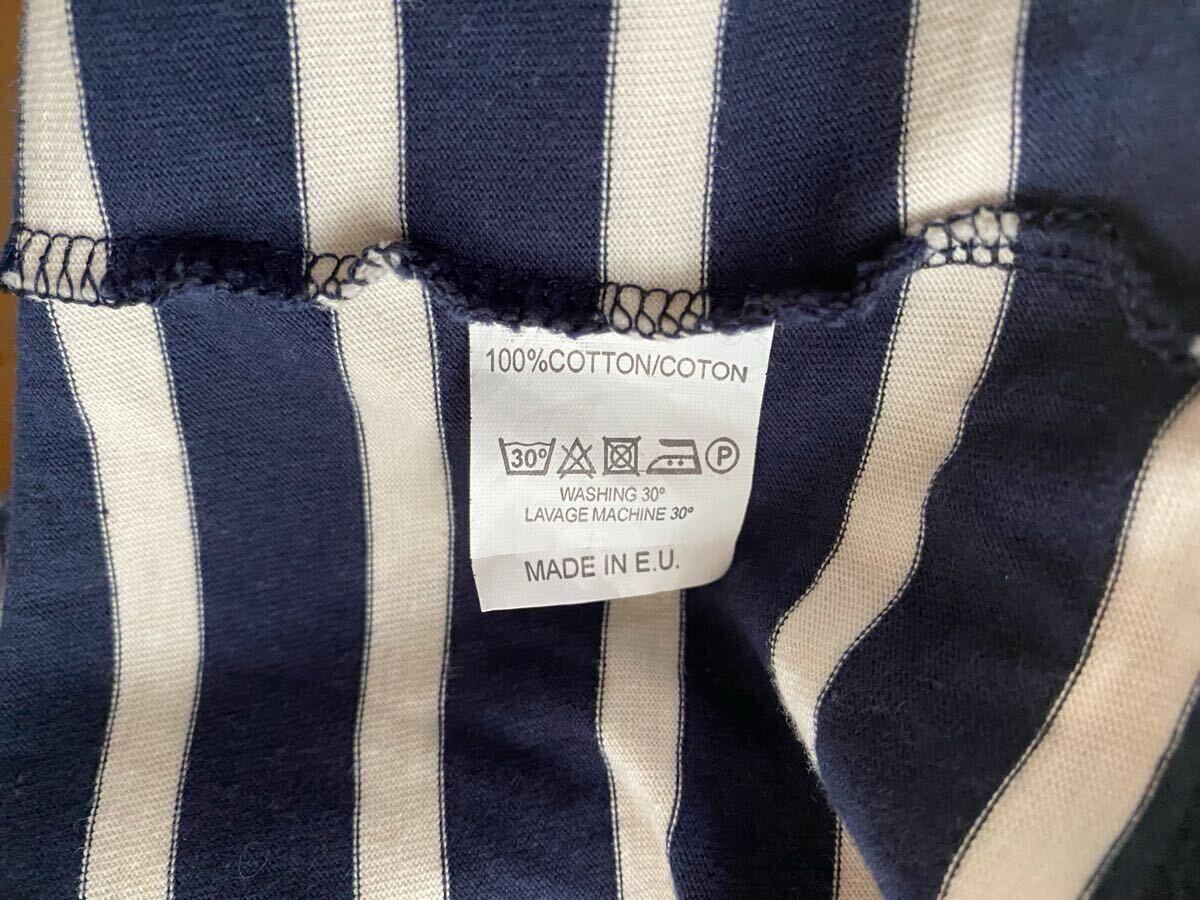 100%COTTON/COTON
30° P
WASHING 30°
LAVAGE MACHINE 30°
MADE IN E.U.